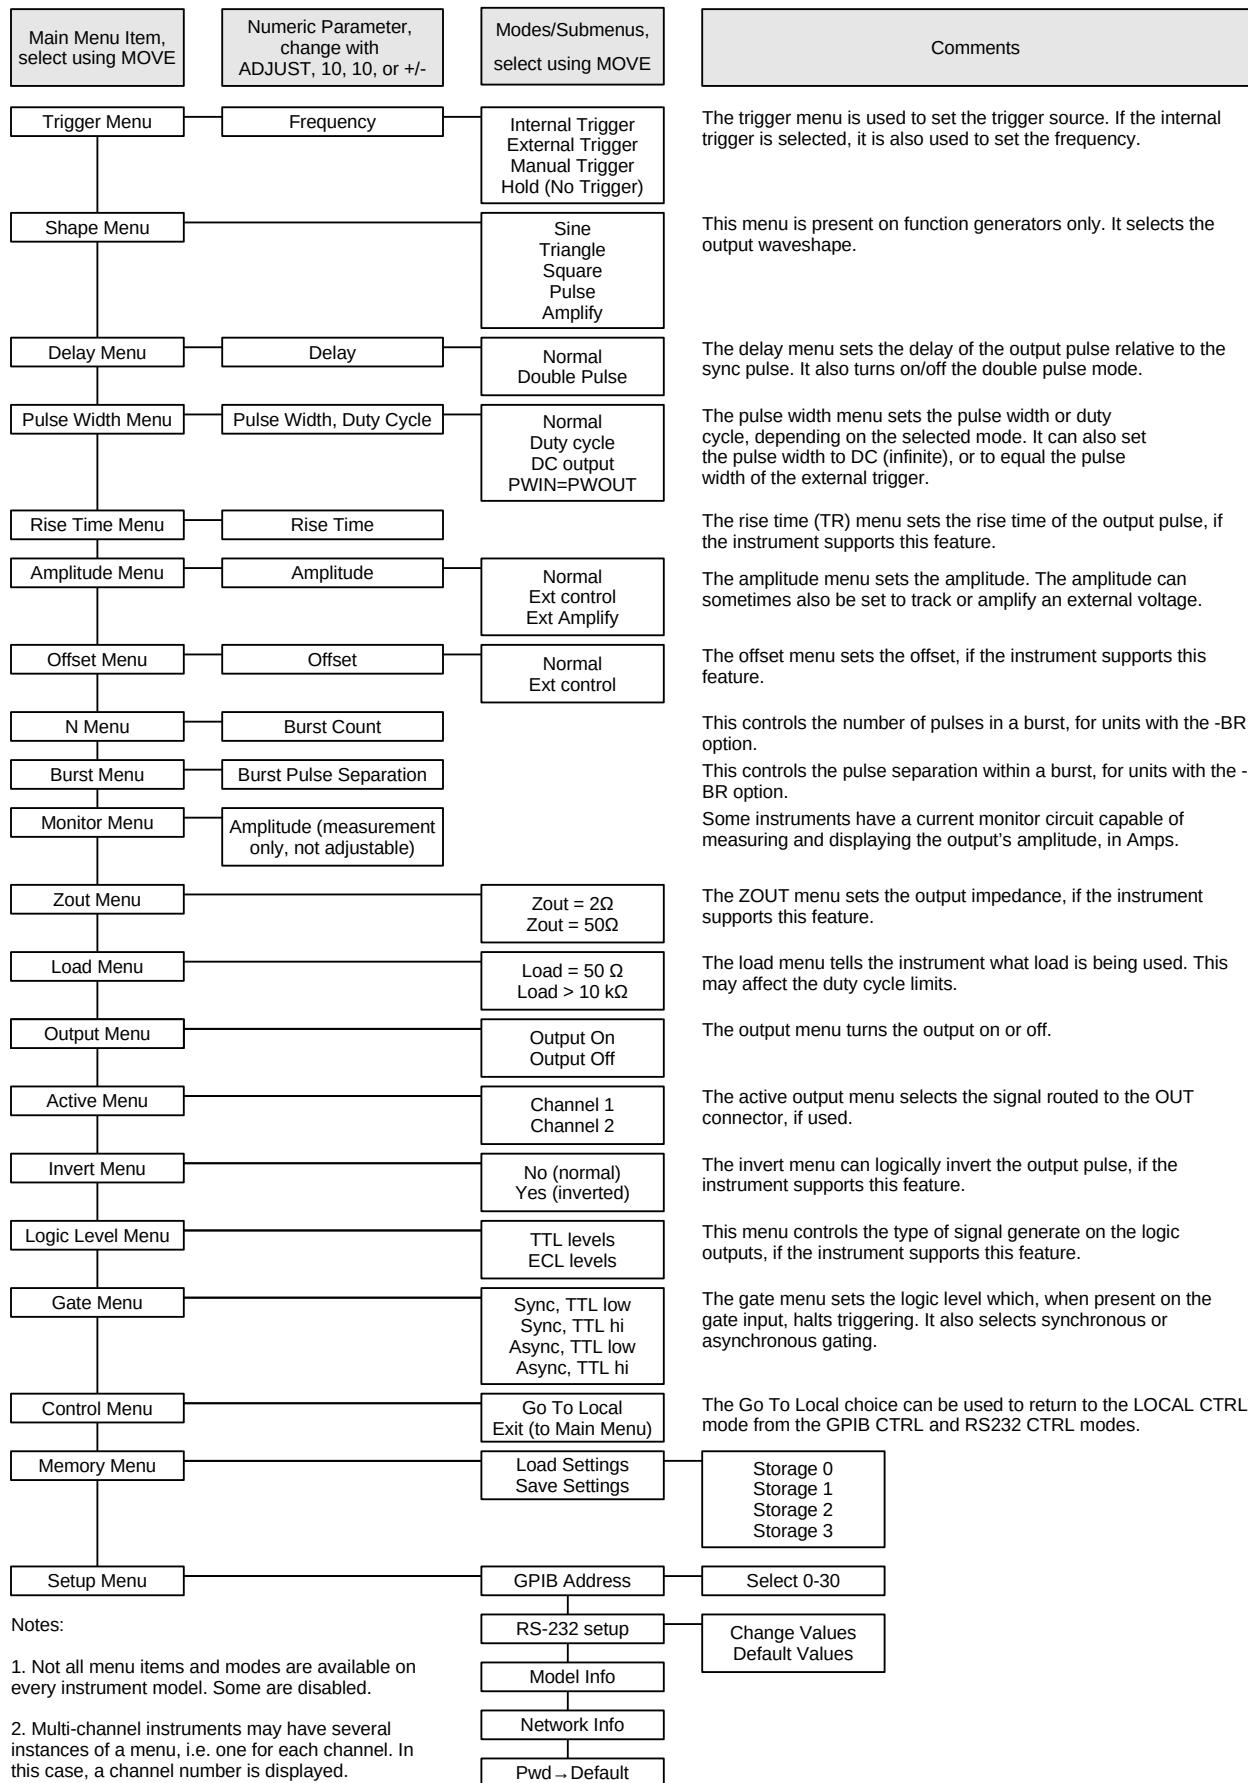 Main Menu Item,
select using MOVE
Numeric Parameter,
change with
ADJUST, 10, 10, or +/-
Modes/Submenus,
select using MOVE
Comments
Trigger Menu
Frequency
Internal Trigger
External Trigger
Manual Trigger
Hold (No Trigger)
The trigger menu is used to set the trigger source. If the internal
trigger is selected, it is also used to set the frequency.
Shape Menu
Sine
Triangle
Square
Pulse
Amplify
This menu is present on function generators only. It selects the
output waveshape.
Delay Menu
Delay
Normal
Double Pulse
The delay menu sets the delay of the output pulse relative to the
sync pulse. It also turns on/off the double pulse mode.
Pulse Width Menu
Pulse Width, Duty Cycle
Normal
Duty cycle
DC output
PWIN=PWOUT
The pulse width menu sets the pulse width or duty
cycle, depending on the selected mode. It can also set
the pulse width to DC (infinite), or to equal the pulse
width of the external trigger.
Rise Time Menu
Rise Time
The rise time (TR) menu sets the rise time of the output pulse, if
the instrument supports this feature.
Amplitude Menu
Amplitude
Normal
Ext control
Ext Amplify
The amplitude menu sets the amplitude. The amplitude can
sometimes also be set to track or amplify an external voltage.
Offset Menu
Offset
Normal
Ext control
The offset menu sets the offset, if the instrument supports this
feature.
N Menu
Burst Count
This controls the number of pulses in a burst, for units with the -BR
option.
Burst Menu
Burst Pulse Separation
This controls the pulse separation within a burst, for units with the -
BR option.
Monitor Menu
Amplitude (measurement
only, not adjustable)
Some instruments have a current monitor circuit capable of
measuring and displaying the output’s amplitude, in Amps.
Zout Menu
Zout = 2Ω
Zout = 50Ω
The ZOUT menu sets the output impedance, if the instrument
supports this feature.
Load Menu
Load = 50 Ω
Load > 10 kΩ
The load menu tells the instrument what load is being used. This
may affect the duty cycle limits.
Output Menu
Output On
Output Off
The output menu turns the output on or off.
Active Menu
Channel 1
Channel 2
The active output menu selects the signal routed to the OUT
connector, if used.
Invert Menu
No (normal)
Yes (inverted)
The invert menu can logically invert the output pulse, if the
instrument supports this feature.
Logic Level Menu
TTL levels
ECL levels
This menu controls the type of signal generate on the logic
outputs, if the instrument supports this feature.
Gate Menu
Sync, TTL low
Sync, TTL hi
Async, TTL low
Async, TTL hi
The gate menu sets the logic level which, when present on the
gate input, halts triggering. It also selects synchronous or
asynchronous gating.
Control Menu
Go To Local
Exit (to Main Menu)
The Go To Local choice can be used to return to the LOCAL CTRL
mode from the GPIB CTRL and RS232 CTRL modes.
Memory Menu
Load Settings
Save Settings
Storage 0
Storage 1
Storage 2
Storage 3
Setup Menu
GPIB Address
Select 0-30
RS-232 setup
Change Values
Default Values
Model Info
Network Info
Pwd→Default
Notes:
1. Not all menu items and modes are available on
every instrument model. Some are disabled.
2. Multi-channel instruments may have several
instances of a menu, i.e. one for each channel. In
this case, a channel number is displayed.